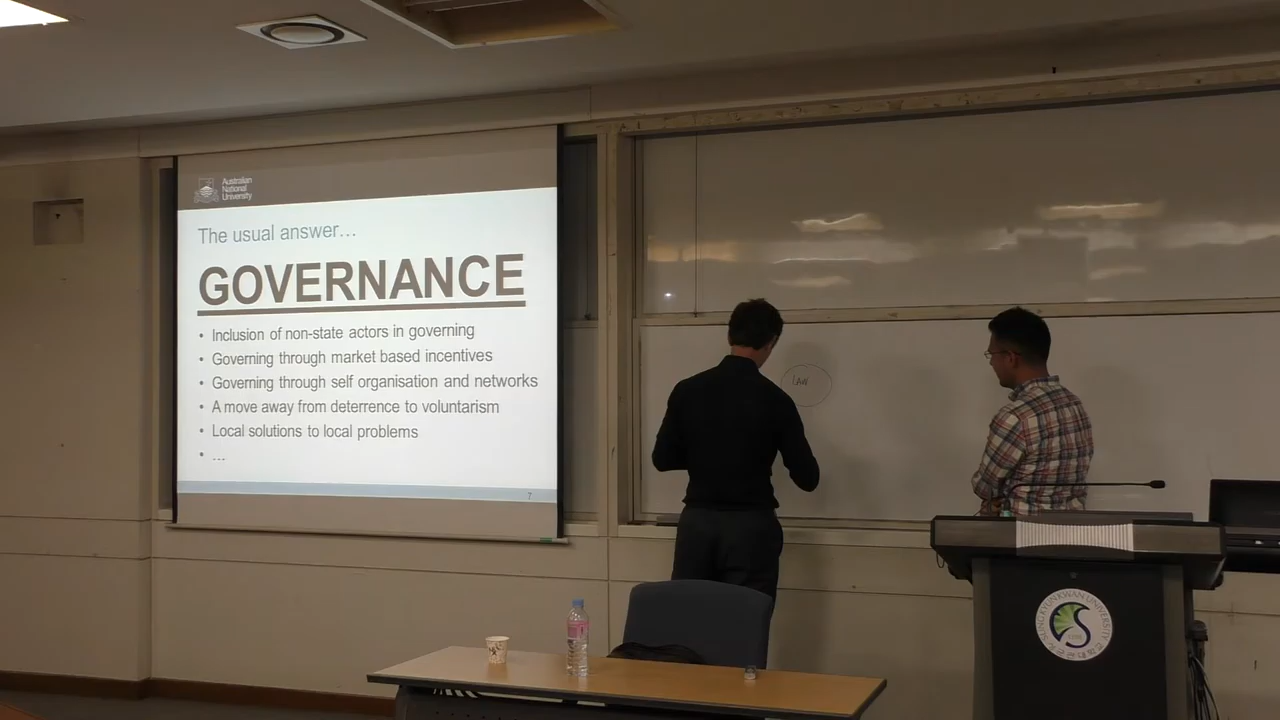 Australian
National
University
The usual answer...
GOVERNANCE
• Inclusion of non-state actors in governing
• Governing through market based incentives
• Governing through self organisation and networks
• A move away from deterrence to voluntarism
• Local solutions to local problems
• ...
7
LAW
SUNGKYUNKWAN UNIVERSITY